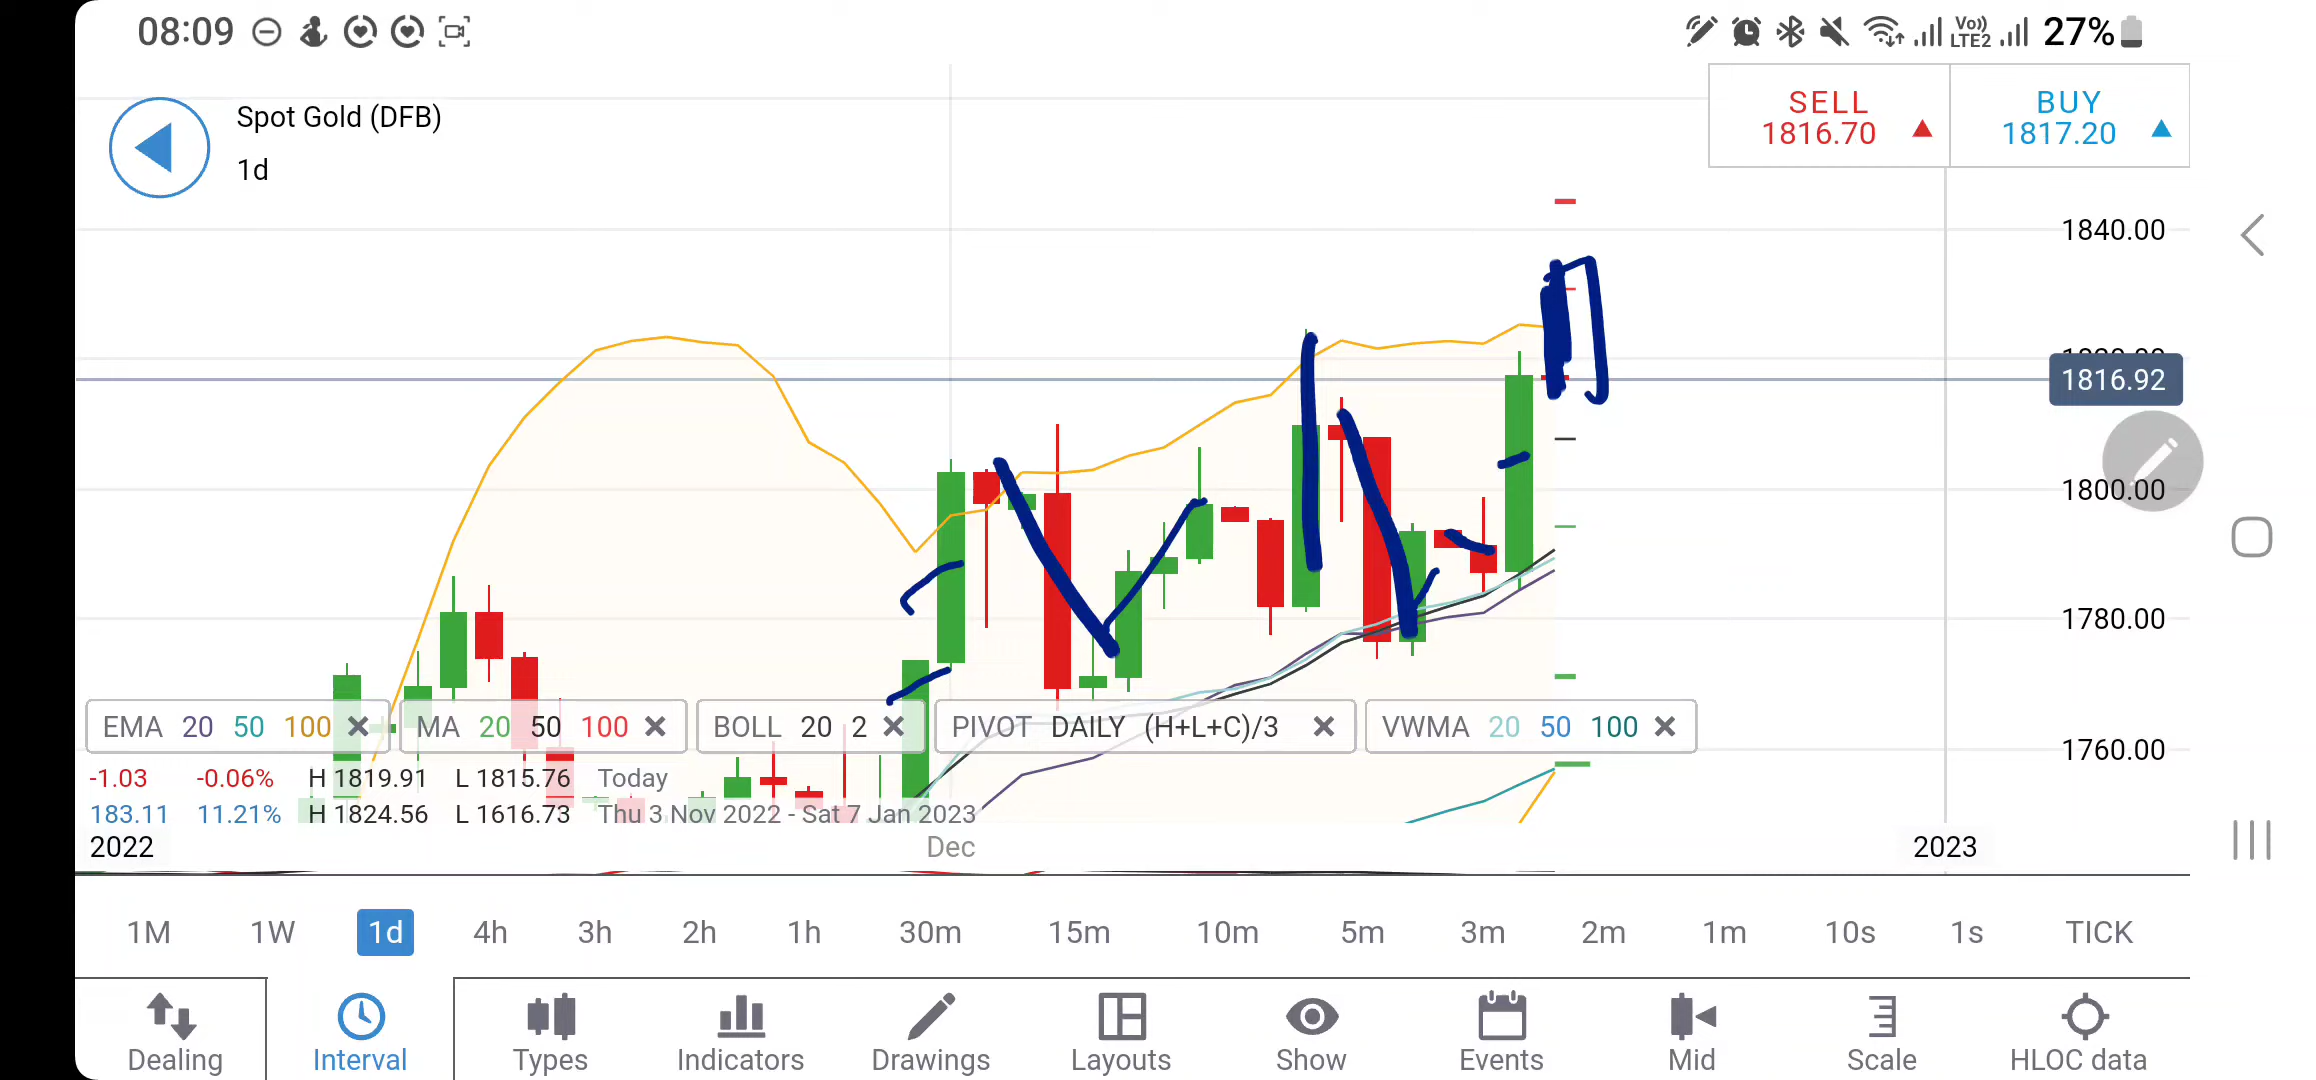 08:09 Vo)) LTE2 27%
Spot Gold (DFB)
1d
SELL BUY
1816.70 1817.20
1840.00
1816.92
1800.00
1780.00
1760.00
EMA 20 50 100 MA 20 50 100 BOLL 20 2 PIVOT DAILY (H+L+C)/3 VWMA 20 50 100
-1.03 -0.06% H 1819.91 L 1815.76 Today
183.11 11.21% H 1824.56 L 1616.73 Thu 3 Nov 2022 - Sat 7 Jan 2023
2022 Dec 2023
1M 1W 1d 4h 3h 2h 1h 30m 15m 10m 5m 3m 2m 1m 10s 1s TICK
Dealing Interval Types Indicators Drawings Layouts Show Events Mid Scale HLOC data